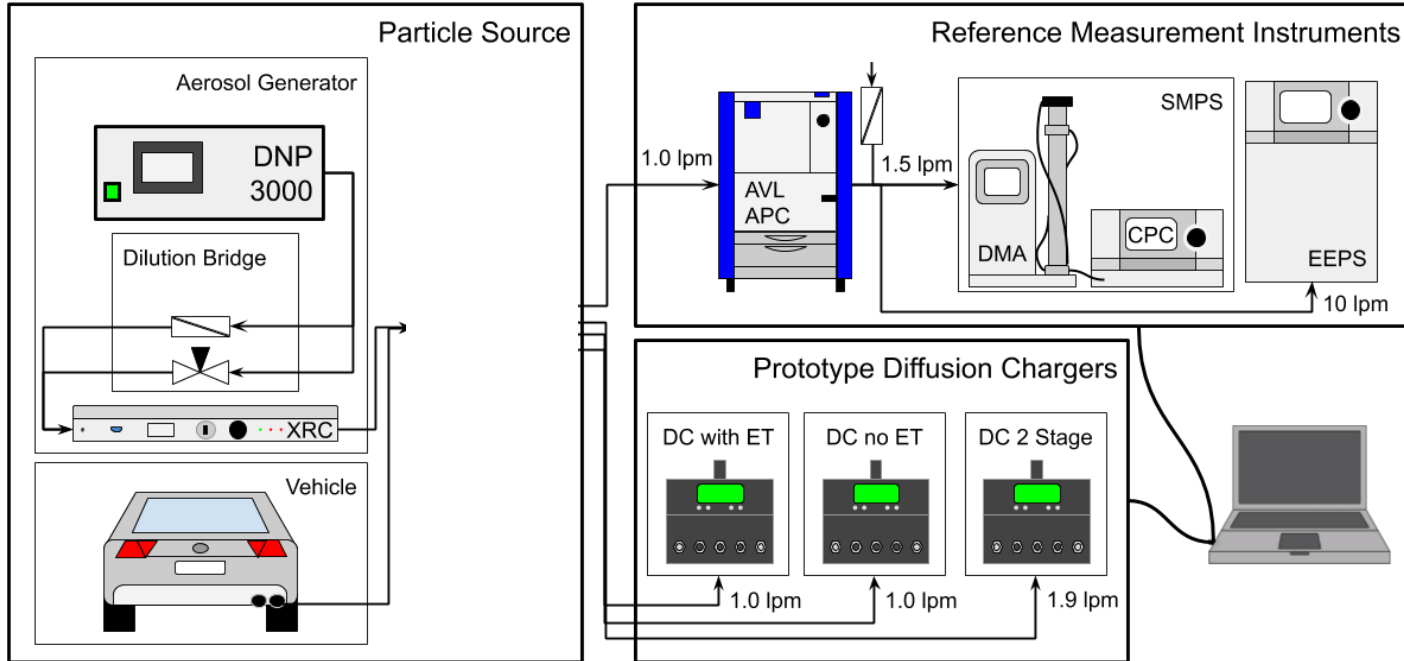 Particle Source
Aerosol Generator
DNP
3000
Dilution Bridge
XRC
Vehicle
Reference Measurement Instruments
1.0 lpm
AVL
APC
1.5 lpm
SMPS
DMA
CPC
EEPS
10 lpm
Prototype Diffusion Chargers
DC with ET
DC no ET
DC 2 Stage
1.0 lpm
1.0 lpm
1.9 lpm